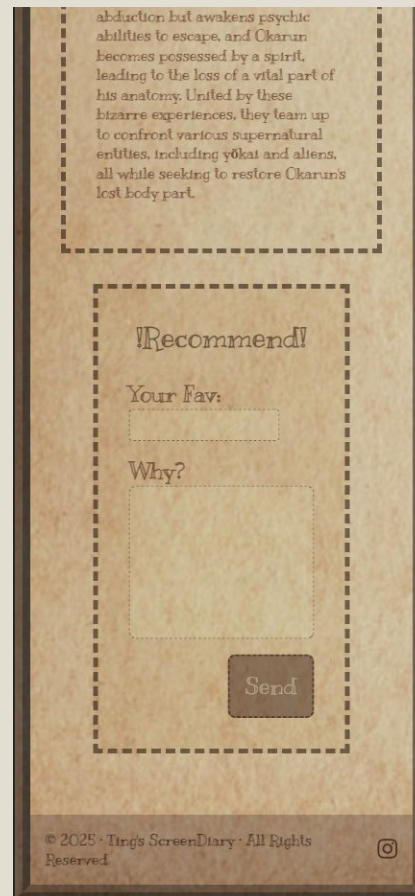 abduction but awakens psychic
abilities to escape, and Okarun
becomes possessed by a spirit,
leading to the loss of a vital part of
his anatomy. United by these
bizarre experiences, they team up
to confront various supernatural
entities, including yōkai and aliens,
all while seeking to restore Okarun's
lost body part.
!Recommend!
Your Fav:
Why?
Send
© 2025 · Ting's ScreenDiary · All Rights
Reserved.